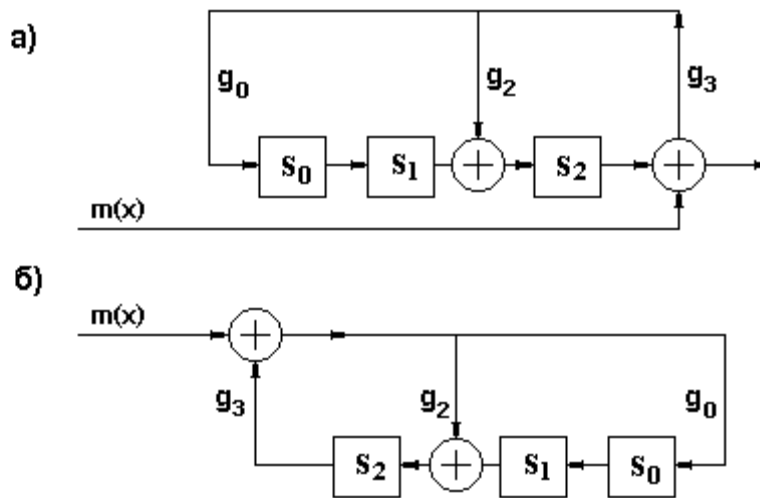 а)
g0 g2 g3
s0 s1 + s2 +
m(x)
б)
m(x) +
g3 g2 g0
s2 + s1 s0